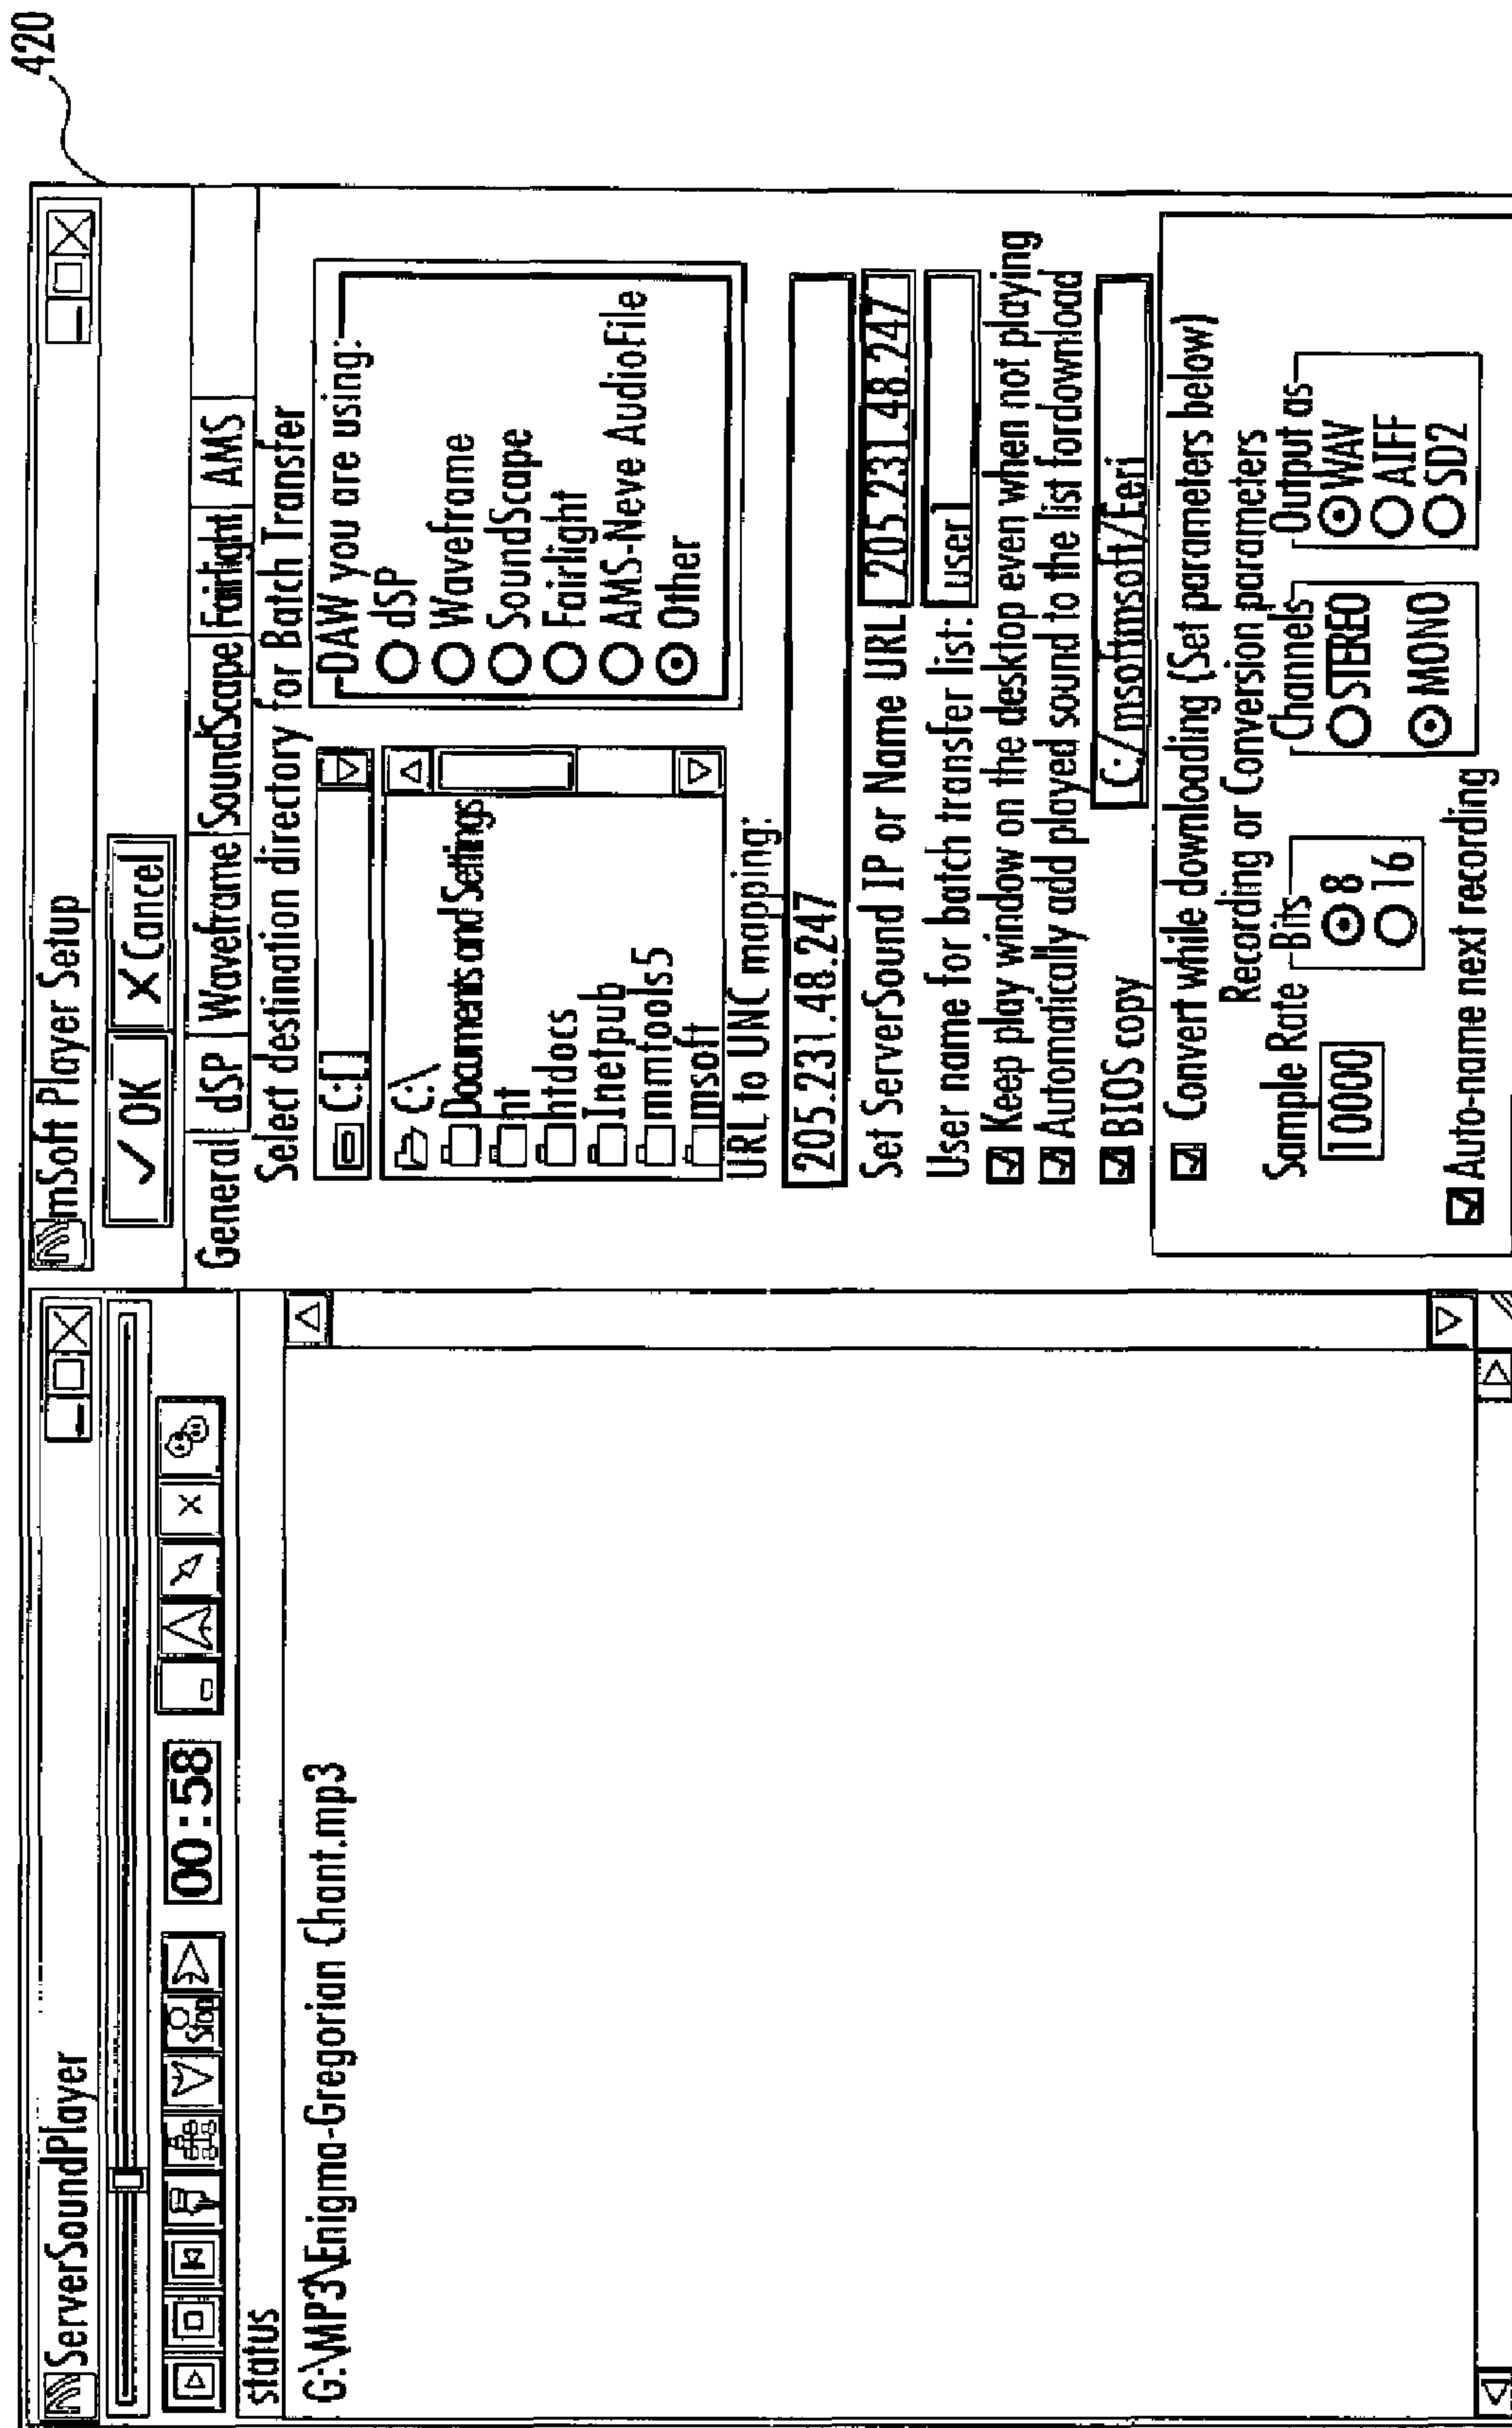 420
ServerSoundPlayer
Stop
00:58
status
G:\MP3\Enigma-Gregorian Chant.mp3
mSoft Player Setup
OK
Cancel
General dSP Waveframe SoundScape Fairlight AMS
Select destination directory for Batch Transfer
C:[]
C:\
Documents and Settings
ht
htdocs
Inetpub
mmtools5
msoft
DAW you are using:
dSP
Waveframe
SoundScape
Fairlight
AMS-Neve AudioFile
Other
URL to UNC mapping:
205.231.48.247
Set ServerSound IP or Name URL 205.231.48.247
User name for batch transfer list: user1
Keep play window on the desktop even when not playing
Automatically add played sound to the list fordownload
BIOS copy C:/msoftmsoft/Eeri
Convert while downloading (Set parameters below)
Recording or Conversion parameters
Sample Rate Bits Channels Output as
10000 8 STEREO WAV
16 MONO AIFF
SD2
Auto-name next recording